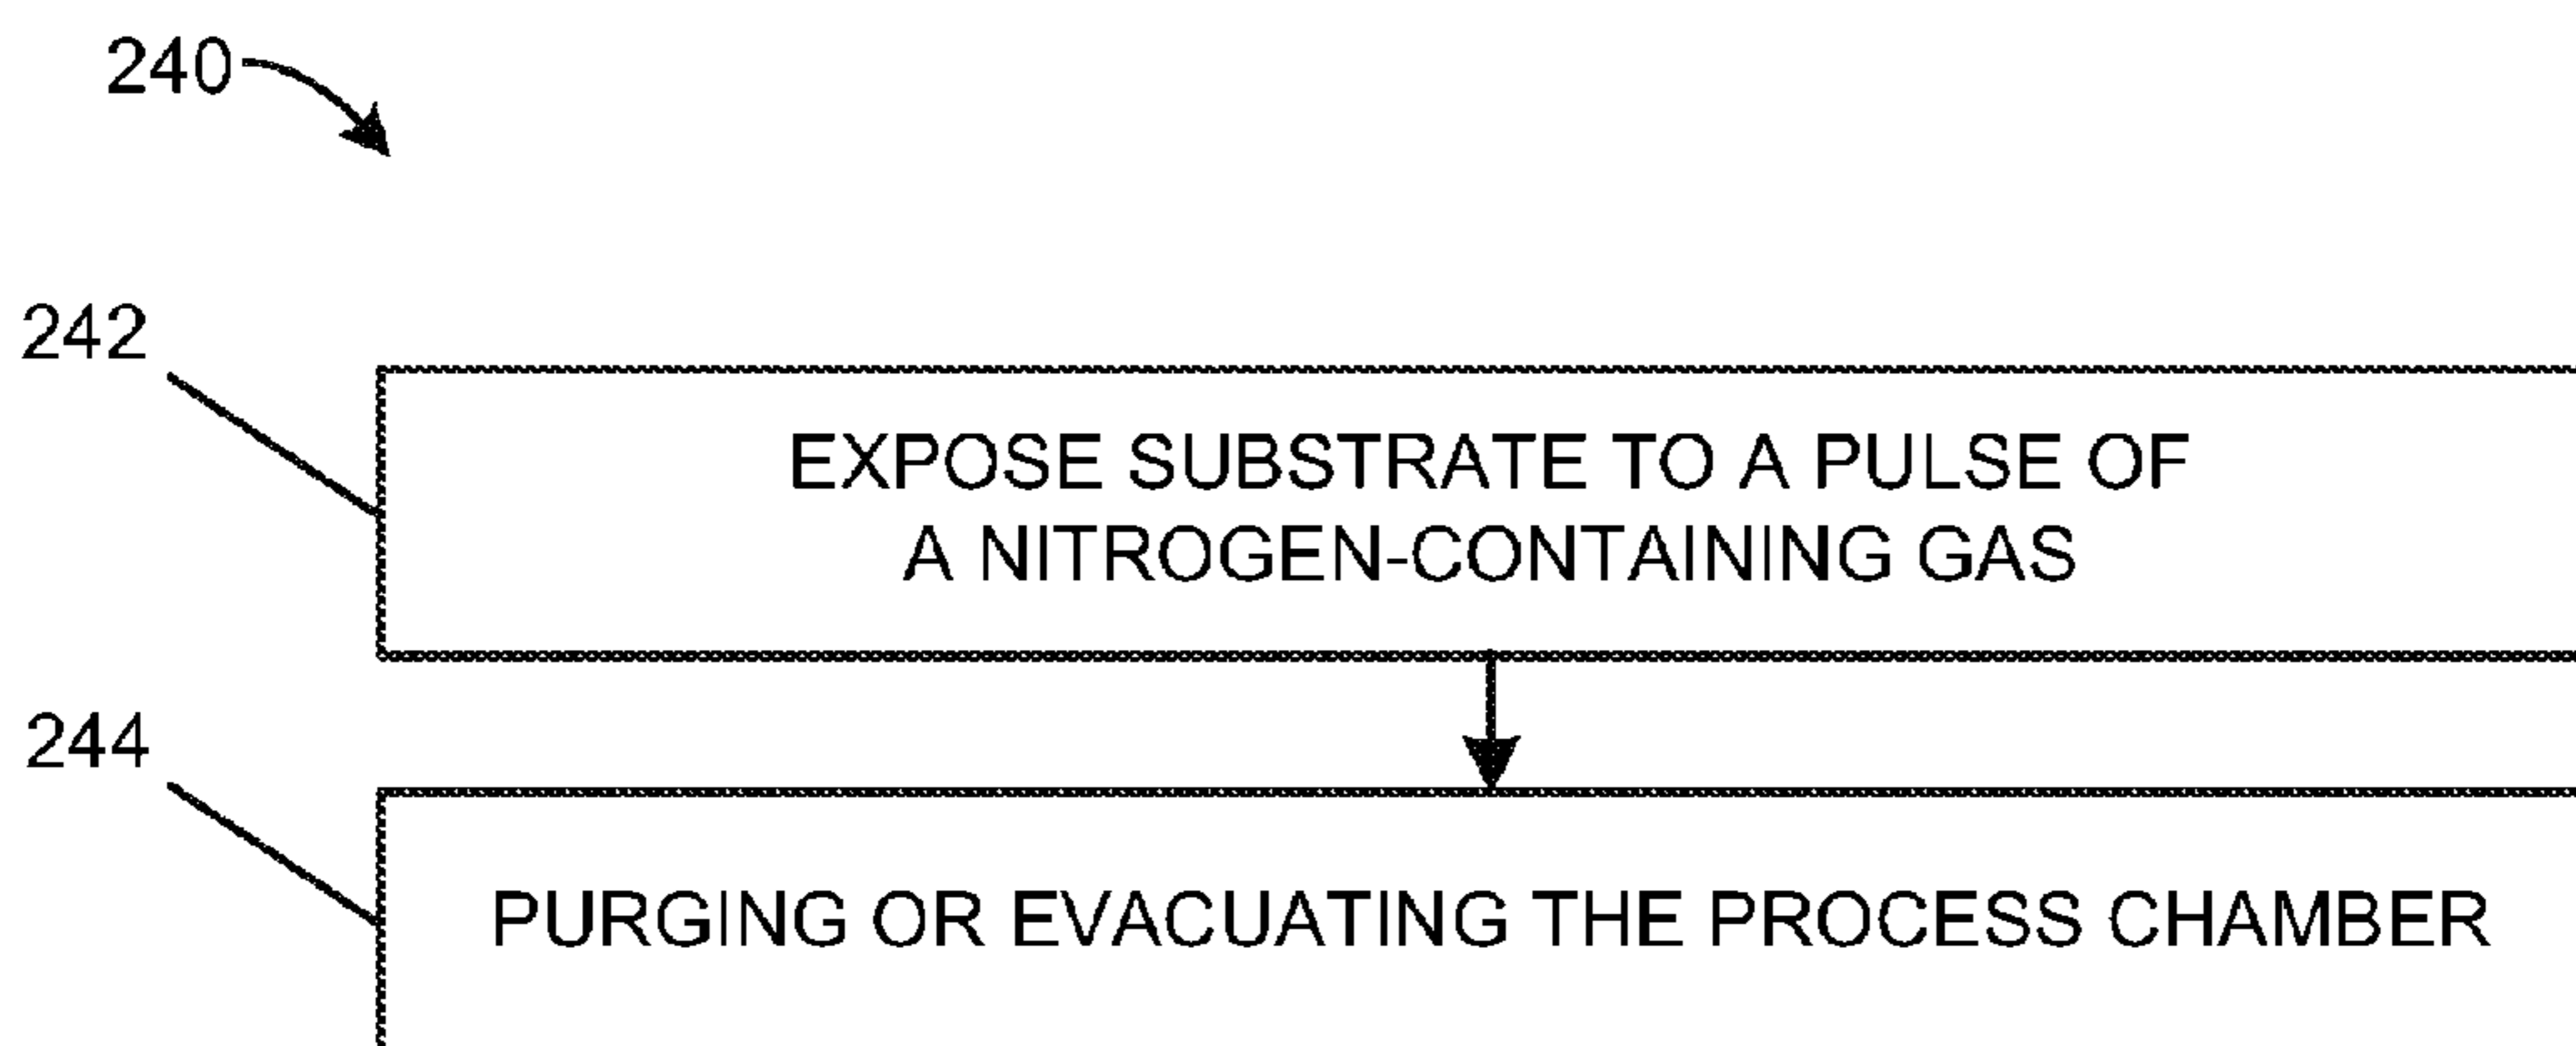 240
242
EXPOSE SUBSTRATE TO A PULSE OF
A NITROGEN-CONTAINING GAS
244
PURGING OR EVACUATING THE PROCESS CHAMBER